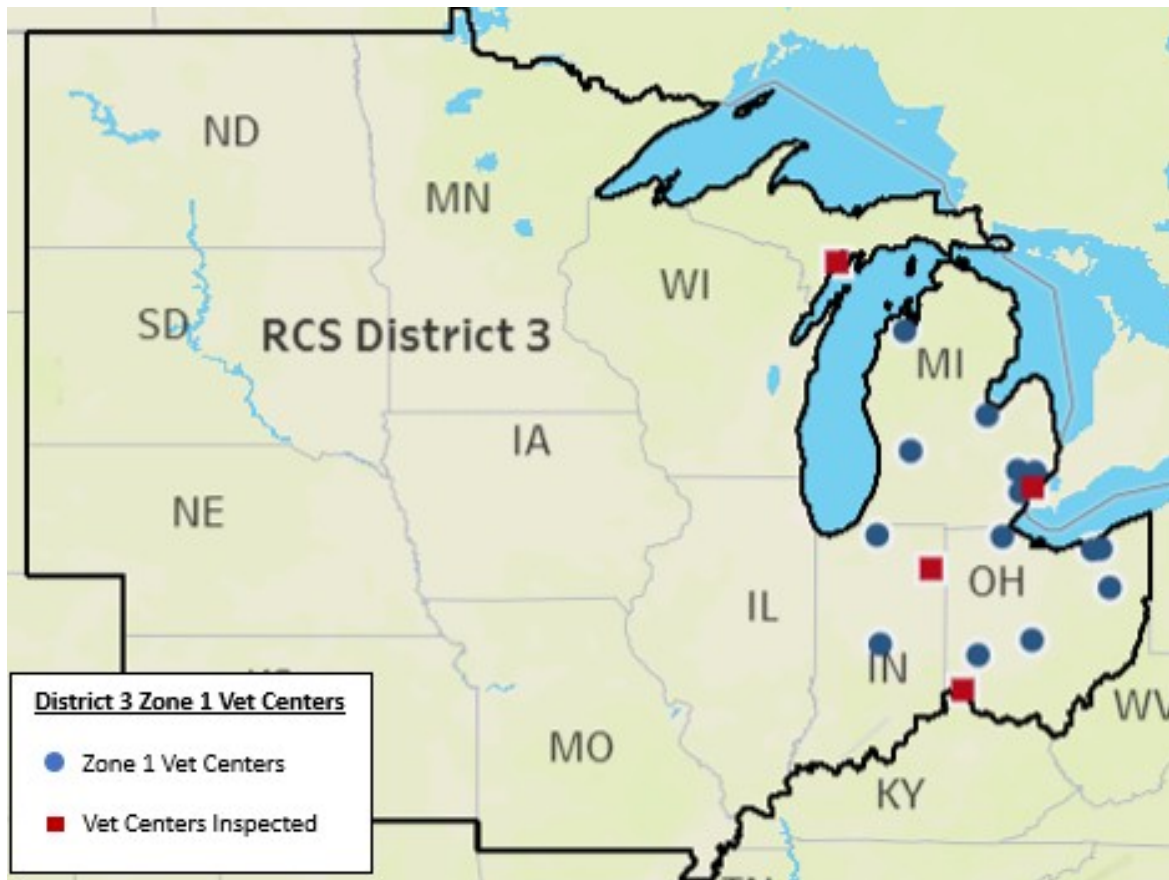 ND
MN
WI
SD
RCS District 3
MI
IA
NE
OH
IL
IN
MO
WV
KY
District 3 Zone 1 Vet Centers
Zone 1 Vet Centers
Vet Centers Inspected